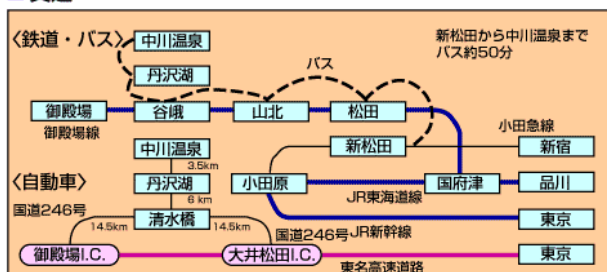 〈鉄道・バス〉
中川温泉
新松田から中川温泉まで
バス約50分
丹沢湖
バス
御殿場
谷峨
山北
松田
御殿場線
小田急線
中川温泉
新松田
新宿
3.5km
〈自動車〉
丹沢湖
小田原
国府津
品川
6 km
JR東海道線
国道246号
清水橋
東京
14.5km
14.5km
国道246号
JR新幹線
御殿場I.C.
大井松田I.C.
東京
東名高速道路